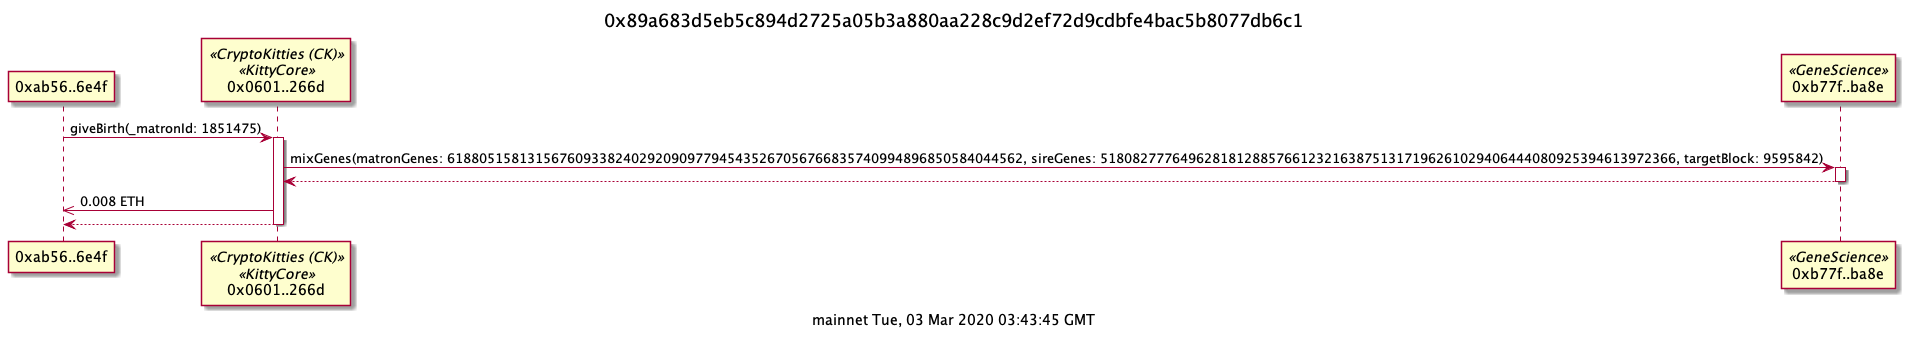 0x89a683d5eb5c894d2725a05b3a880aa228c9d2ef72d9cdbfe4bac5b8077db6c1
«CryptoKitties (CK)»
«KittyCore»
0x0601..266d
0xab56..6e4f
«GeneScience»
0xb77f..ba8e
giveBirth(_matronId: 1851475)
mixGenes(matronGenes: 618805158131567609338240292090977945435267056766835740994896850584044562, sireGenes: 518082777649628181288576612321638751317196261029406444080925394613972366, targetBlock: 9595842)
0.008 ETH
0xab56..6e4f
«CryptoKitties (CK)»
«KittyCore»
0x0601..266d
«GeneScience»
0xb77f..ba8e
mainnet Tue, 03 Mar 2020 03:43:45 GMT